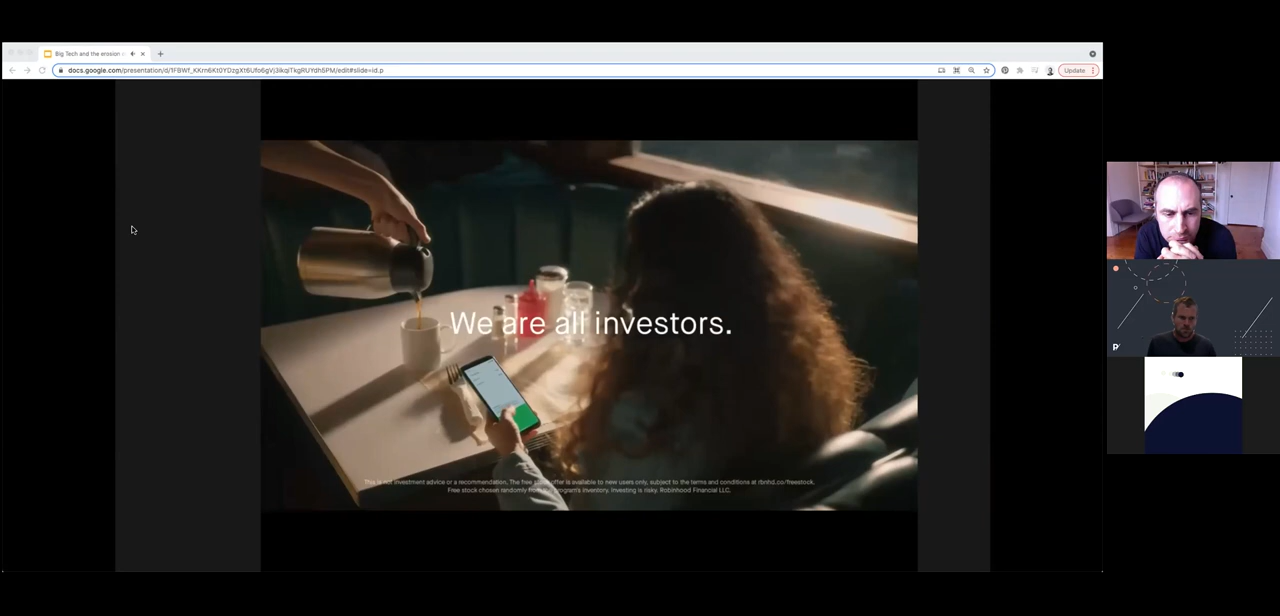 Big Tech and the erosion
docs.google.com/presentation/d/1FBWf_KKrn6Kt0YDzgXt6Ufo6gVj3ikqiTkgRUYdh5PM/edit#slide=id.p
Update
We are all investors.
This is not investment advice or a recommendation. The free stock offer is available to new users only, subject to the terms and conditions at rbnhd.co/freestock.
Free stock chosen randomly from the program's inventory. Investing is risky. Robinhood Financial LLC.